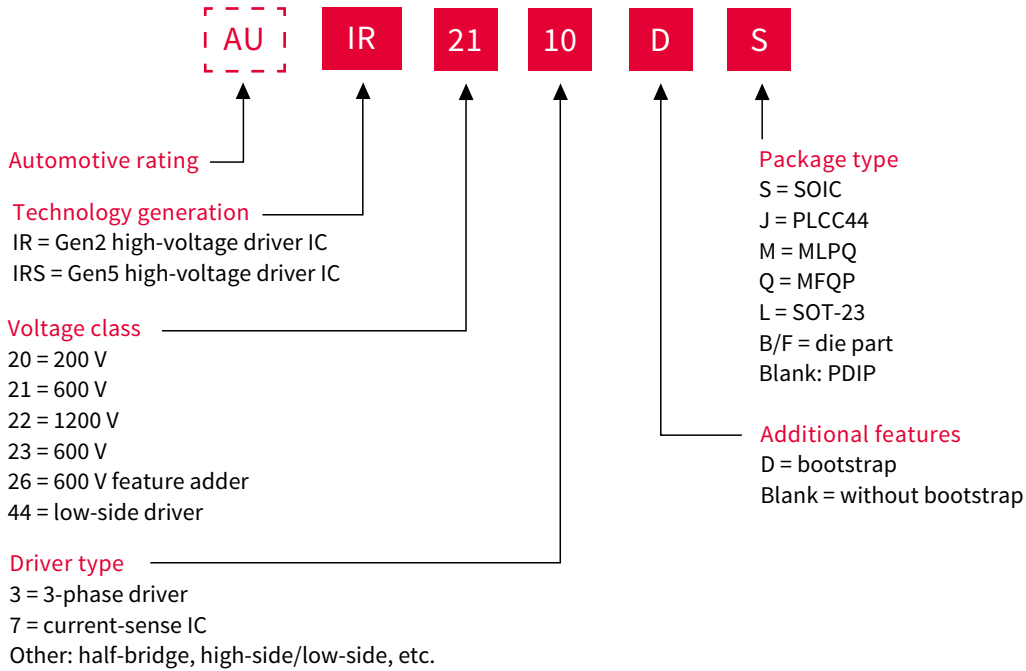 AU IR 21 10 D S
Automotive rating
Technology generation
IR = Gen2 high-voltage driver IC
IRS = Gen5 high-voltage driver IC
Voltage class
20 = 200 V
21 = 600 V
22 = 1200 V
23 = 600 V
26 = 600 V feature adder
44 = low-side driver
Driver type
3 = 3-phase driver
7 = current-sense IC
Other: half-bridge, high-side/low-side, etc.
Package type
S = SOIC
J = PLCC44
M = MLPQ
Q = MFQP
L = SOT-23
B/F = die part
Blank: PDIP
Additional features
D = bootstrap
Blank = without bootstrap